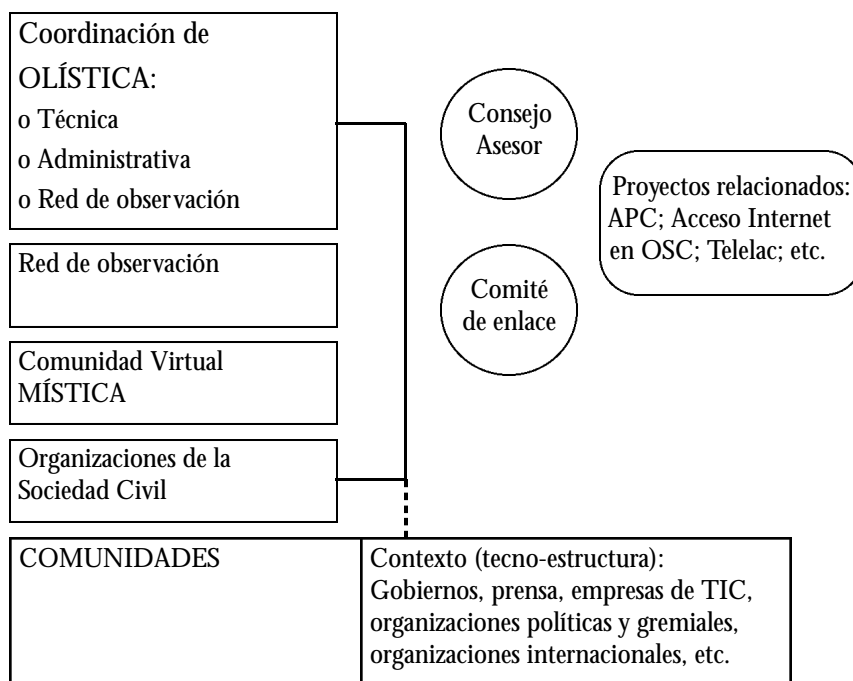 Coordinación de
OLÍSTICA:
o Técnica
o Administrativa
o Red de observación
Red de observación
Comunidad Virtual
MÍSTICA
Organizaciones de la
Sociedad Civil
Consejo
Asesor
Comité
de enlace
Proyectos relacionados:
APC; Acceso Internet
en OSC; Telelac; etc.
COMUNIDADES
Contexto (tecno-estructura):
Gobiernos, prensa, empresas de TIC,
organizaciones políticas y gremiales,
organizaciones internacionales, etc.